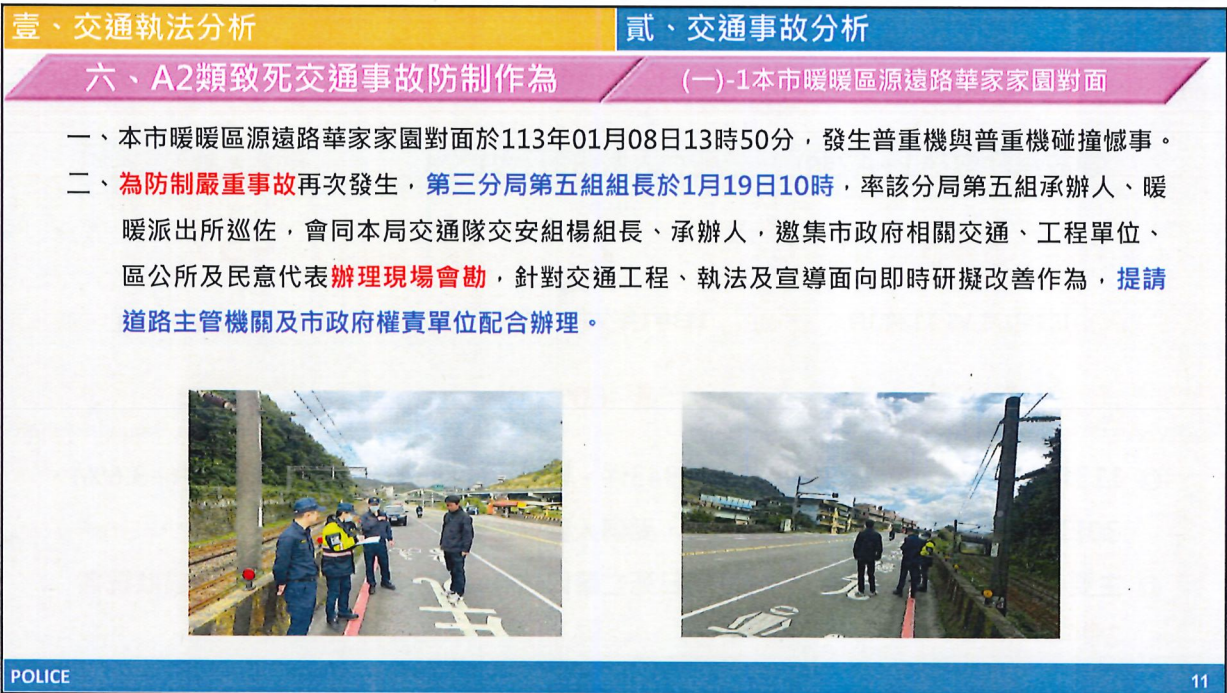 壹、交通執法分析
貳、交通事故分析
六、A2類致死交通事故防制作為
(一)-1本市暖暖區源遠路華家家園對面
一、本市暖暖區源遠路華家家園對面於113年01月08日13時50分，發生普重機與普重機碰撞憾事。
二、為防制嚴重事故再次發生，第三分局第五組組長於1月19日10時，率該分局第五組承辦人、暖
暖派出所巡佐，會同本局交通隊交安組楊組長、承辦人，邀集市政府相關交通、工程單位、
區公所及民意代表辦理現場會勘，針對交通工程、執法及宣導面向即時研擬改善作為，提請
道路主管機關及市政府權責單位配合辦理。
POLICE
11